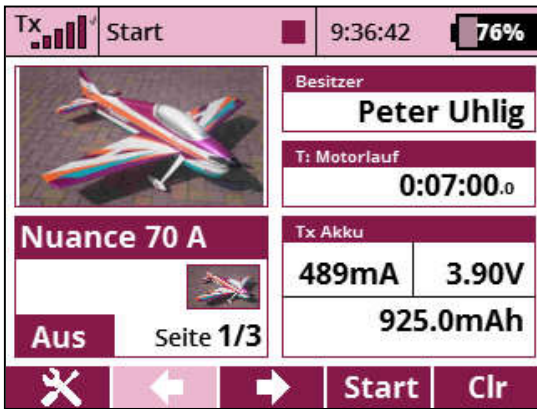 Tx Start 9:36:42 76%
Besitzer
Peter Uhlig
T: Motorlauf
0:07:00.0
Nuance 70 A
Aus Seite 1/3
Tx Akku
489mA 3.90V
925.0mAh
Start Clr